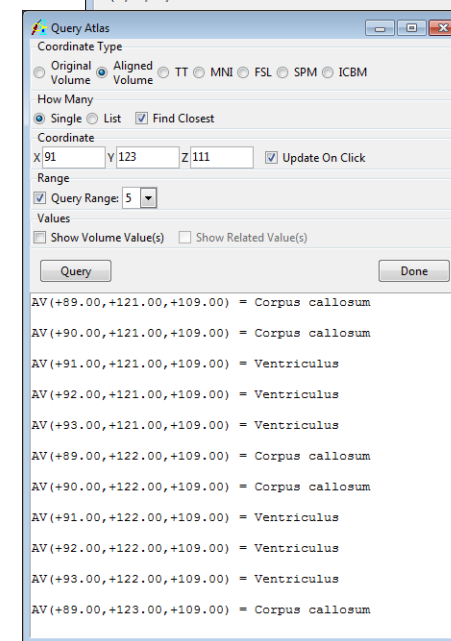 Query Atlas
Coordinate Type
Original Volume Aligned Volume TT MNI FSL SPM ICBM
How Many
Single List Find Closest
Coordinate
X 91 Y 123 Z 111 Update On Click
Range
Query Range: 5
Values
Show Volume Value(s) Show Related Value(s)
Query Done
AV(+89.00,+121.00,+109.00) = Corpus callosum
AV(+90.00,+121.00,+109.00) = Corpus callosum
AV(+91.00,+121.00,+109.00) = Ventriculus
AV(+92.00,+121.00,+109.00) = Ventriculus
AV(+93.00,+121.00,+109.00) = Ventriculus
AV(+89.00,+122.00,+109.00) = Corpus callosum
AV(+90.00,+122.00,+109.00) = Corpus callosum
AV(+91.00,+122.00,+109.00) = Ventriculus
AV(+92.00,+122.00,+109.00) = Ventriculus
AV(+93.00,+122.00,+109.00) = Ventriculus
AV(+89.00,+123.00,+109.00) = Corpus callosum